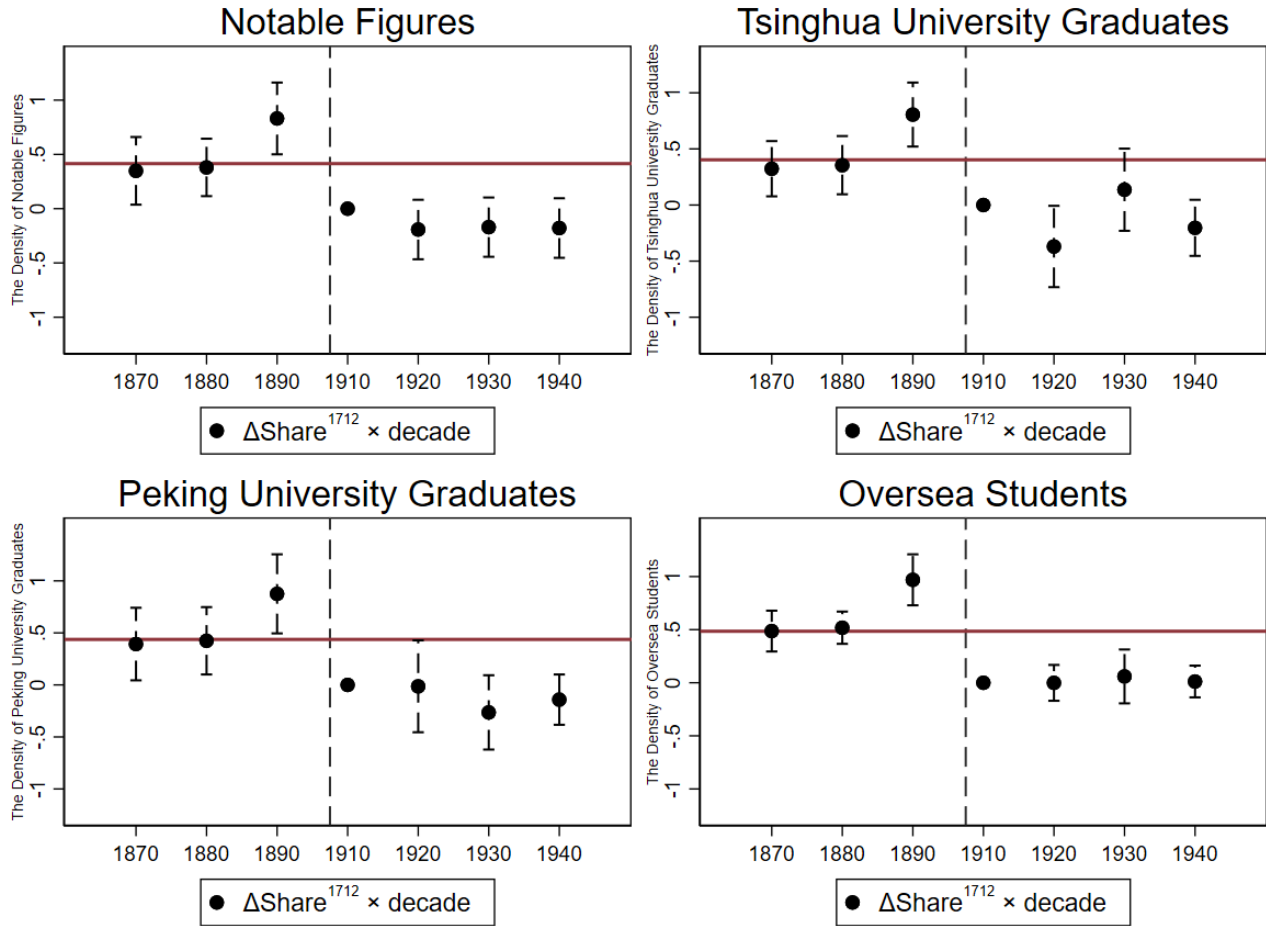 Notable Figures
The Density of Notable Figures
1
.5
0
-.5
-1
1870 1880 1890 1910 1920 1930 1940
ΔShare¹⁷¹² × decade
Tsinghua University Graduates
The Density of Tsinghua University Graduates
1
.5
0
-.5
-1
1870 1880 1890 1910 1920 1930 1940
ΔShare¹⁷¹² × decade
Peking University Graduates
The Density of Peking University Graduates
1
.5
0
-.5
-1
1870 1880 1890 1910 1920 1930 1940
ΔShare¹⁷¹² × decade
Oversea Students
The Density of Oversea Students
1
.5
0
-.5
-1
1870 1880 1890 1910 1920 1930 1940
ΔShare¹⁷¹² × decade